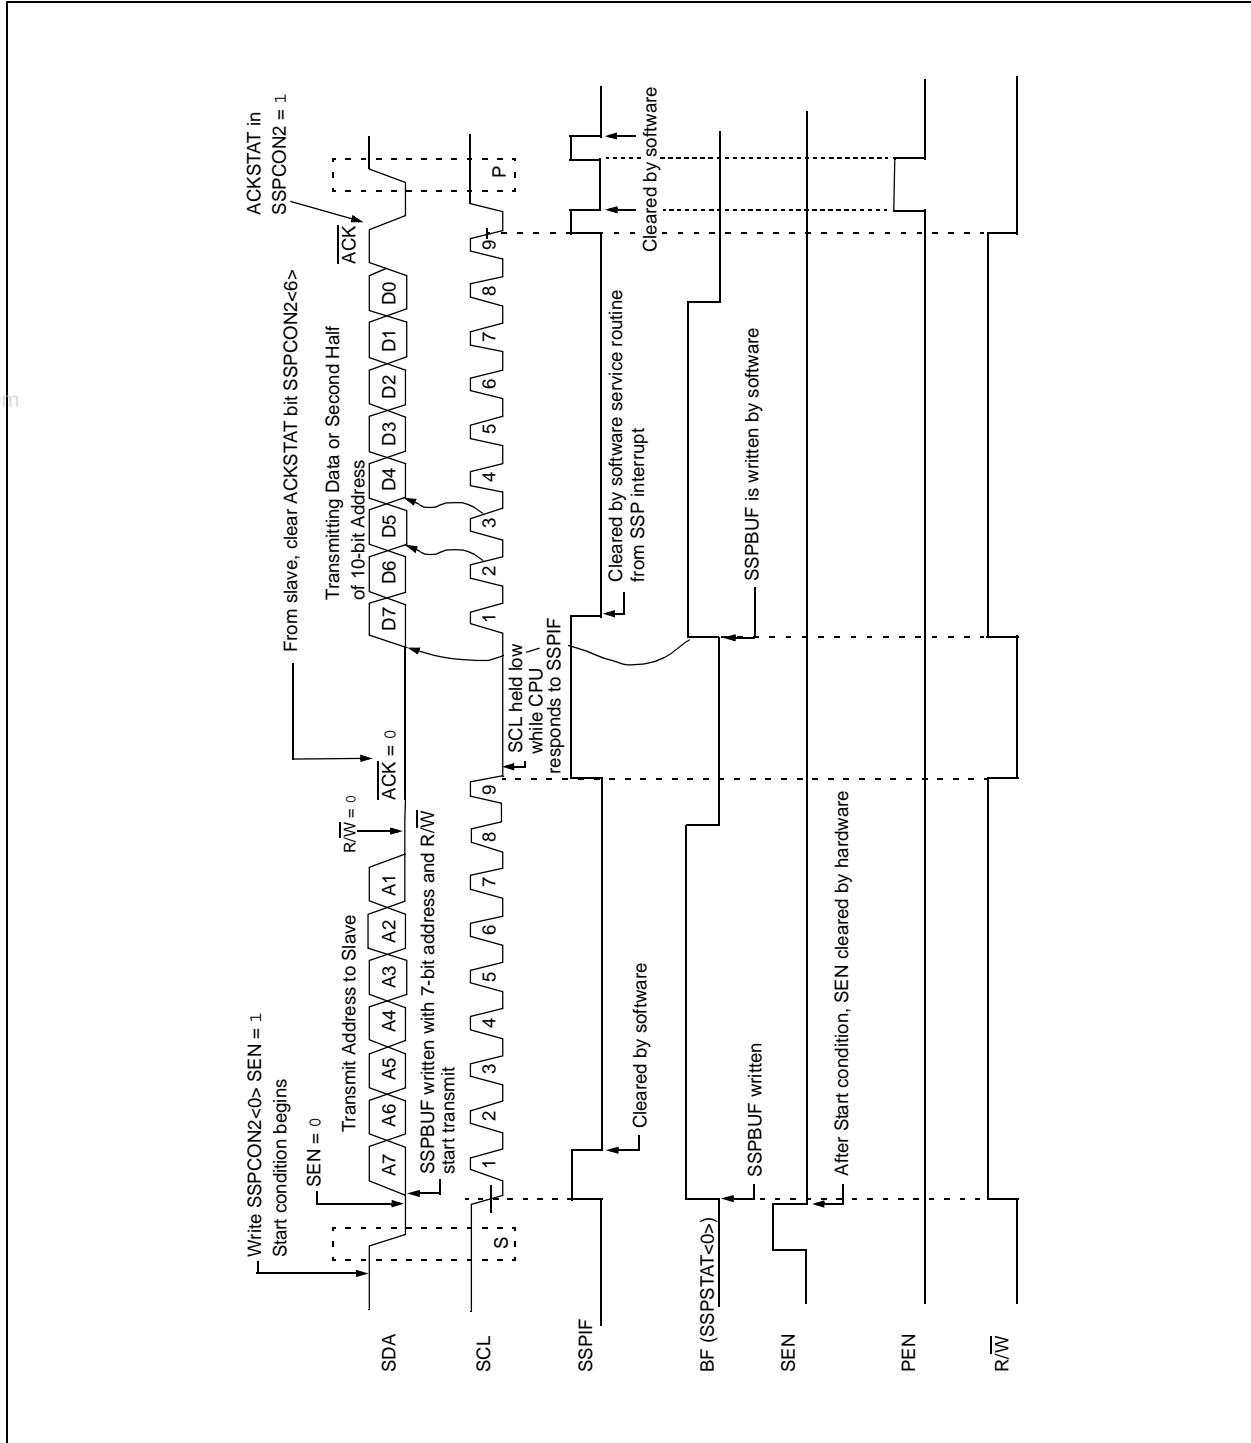 Write SSPCON2<0> SEN = 1
Start condition begins
SEN = 0
Transmit Address to Slave
R/W = 0
ACK = 0
From slave, clear ACKSTAT bit SSPCON2<6>
Transmitting Data or Second Half
of 10-bit Address
ACK
ACKSTAT in
SSPCON2 = 1
SDA
A7 A6 A5 A4 A3 A2 A1
D7 D6 D5 D4 D3 D2 D1 D0
SSPBUF written with 7-bit address and R/W
start transmit
SCL
S
1 2 3 4 5 6 7 8 9
1 2 3 4 5 6 7 8 9
P
SCL held low
while CPU
responds to SSPIF
SSPIF
Cleared by software
Cleared by software service routine
from SSP interrupt
Cleared by software
BF (SSPSTAT<0>)
SSPBUF written
SSPBUF is written by software
SEN
After Start condition, SEN cleared by hardware
PEN
R/W
om